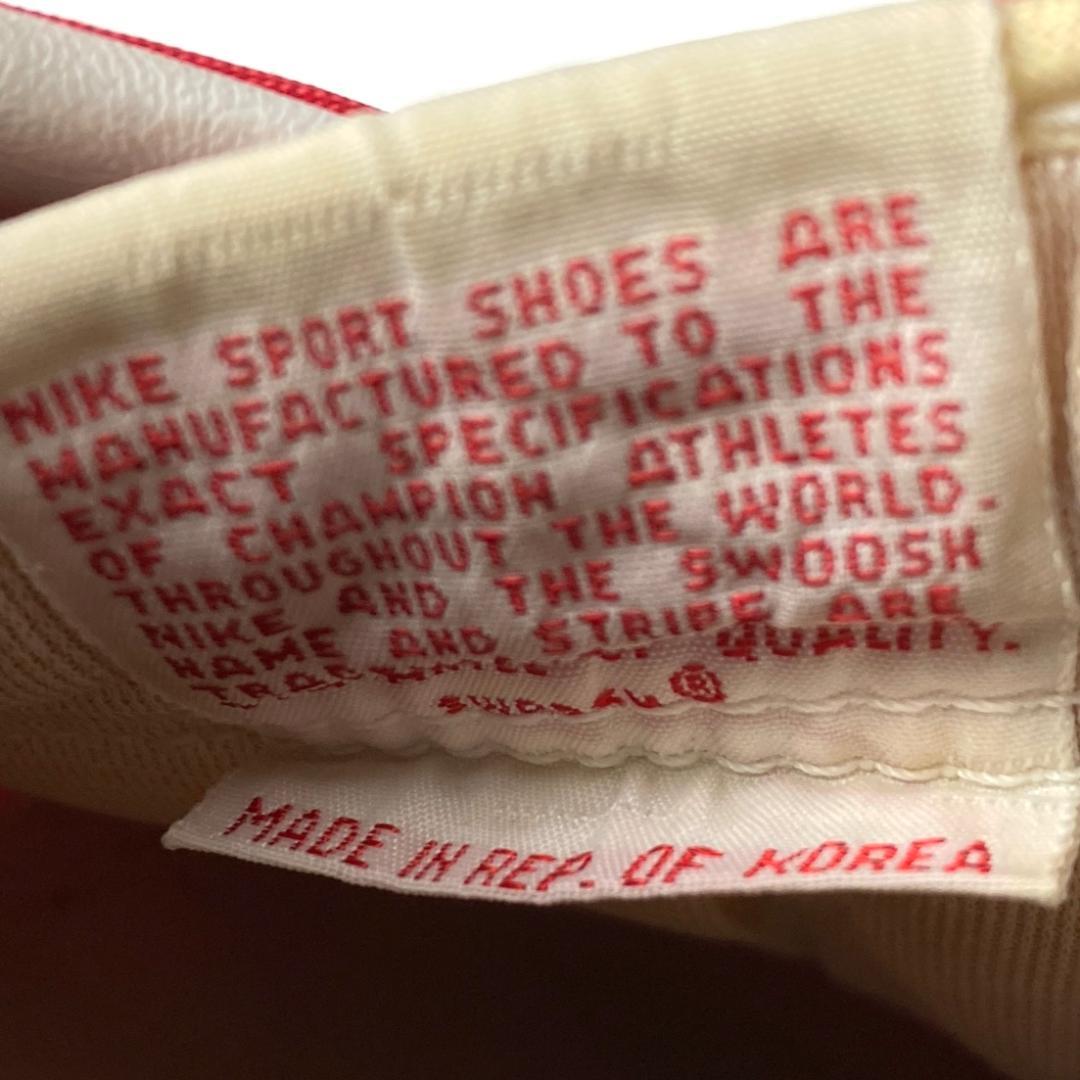 NIKE SPORT SHOES ARE
MANUFACTURED TO THE
EXACT SPECIFICATIONS
OF CHAMPION ATHLETES
THROUGHOUT THE WORLD.
NIKE AND THE SWOOSH
NAME AND STRIPE ARE
QUALITY.
®
MADE IN REP. OF KOREA